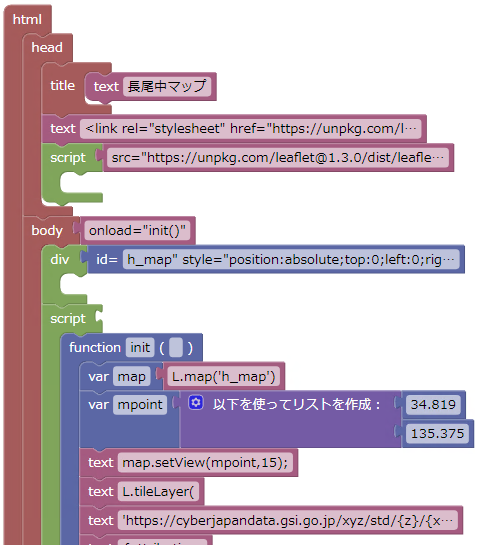 html
head
title text 長尾中マップ
text <link rel="stylesheet" href="https://unpkg.com/l…
script src="https://unpkg.com/leaflet@1.3.0/dist/leafle…
body onload="init()"
div id= h_map" style="position:absolute;top:0;left:0;rig…
script
function init ( )
var map L.map('h_map')
var mpoint 以下を使ってリストを作成： 34.819
135.375
text map.setView(mpoint,15);
text L.tileLayer(
text 'https://cyberjapandata.gsi.go.jp/xyz/std/{z}/{x…